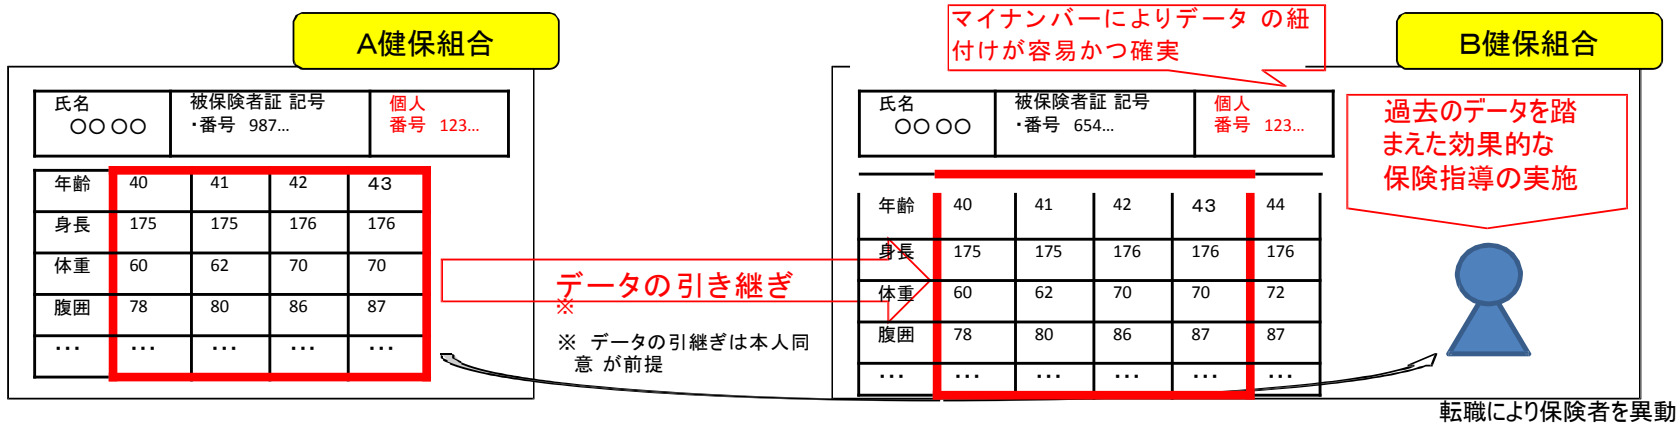 A健保組合
氏名 被保険者証 記号 個人
〇〇 〇〇 ・番号 987... 番号 123...
年齢 40 41 42 43
身長 175 175 176 176
体重 60 62 70 70
腹囲 78 80 86 87
… … … … …
データの引き継ぎ
※
※ データの引継ぎは本人同
意 が前提
マイナンバーによりデータ の紐
付けが容易かつ確実
B健保組合
氏名 被保険者証 記号 個人
〇〇 〇〇 ・番号 654... 番号 123...
年齢 40 41 42 43 44
身長 175 175 176 176 176
体重 60 62 70 70 72
腹囲 78 80 86 87 87
… … … … … …
過去のデータを踏
まえた効果的な
保険指導の実施
転職により保険者を異動